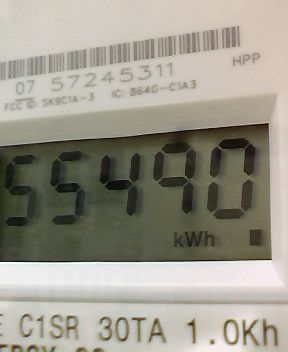 HPP
07 57245311
FCC ID: SK9C1A-3 IC: 864G-C1A3
55490
kWh
E C1SR 30TA 1.0Kh